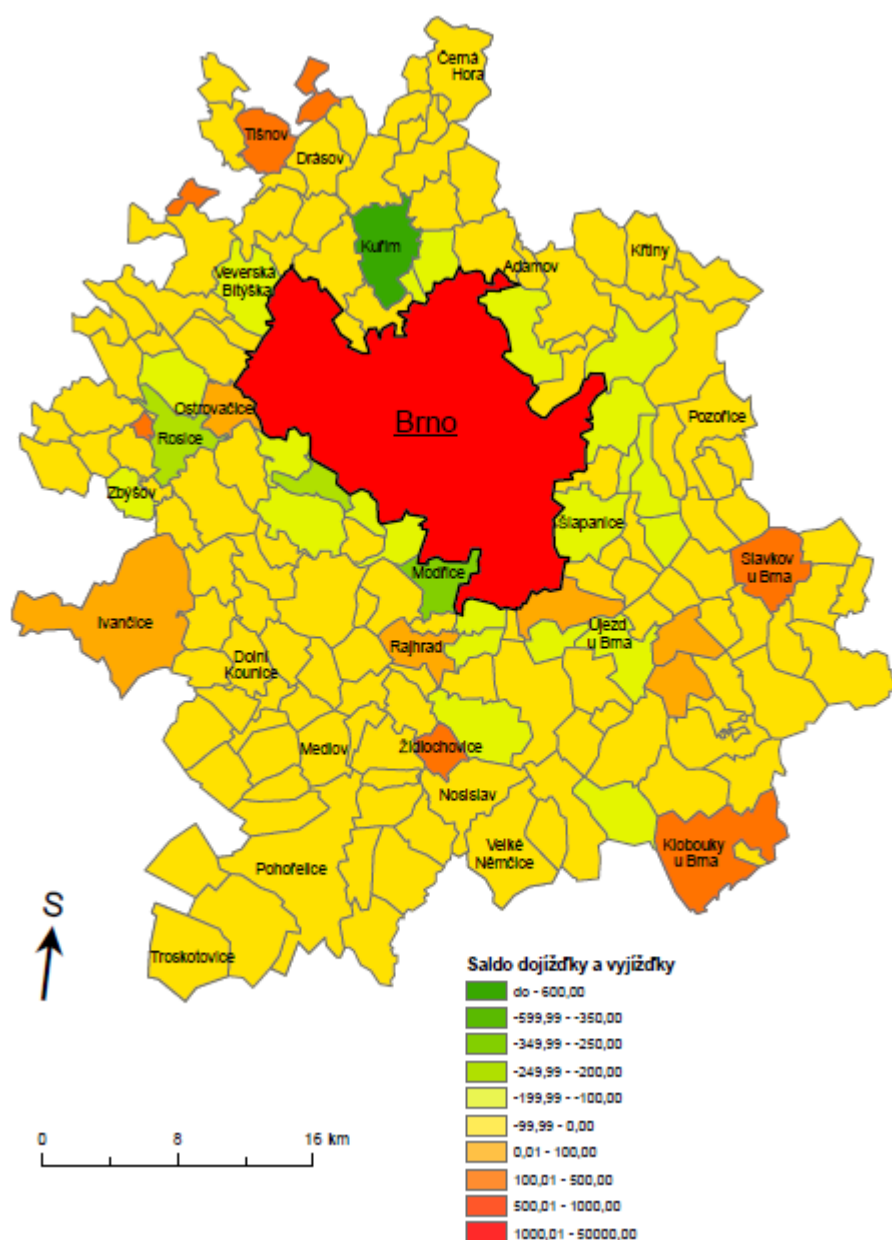 Černá
Hora
Tišnov
Drásov
Kuřim
Adamov
Křtiny
Veverská
Bítýška
Ostrovačice
Rosice
Zbýšov
Brno
Pozořice
Šlapanice
Modřice
Slavkov
u Brna
Ivančice
Rajhrad
Újezd
u Brna
Dolní
Kounice
Medlov
Židlochovice
Nosislav
Velké
Němčice
Klobouky
u Brna
Pohořelice
Troskotovice
S
Saldo dojížďky a vyjížďky
do - 600,00
-599,99 - -350,00
-349,99 - -250,00
-249,99 - -200,00
-199,99 - -100,00
-99,99 - 0,00
0,01 - 100,00
100,01 - 500,00
500,01 - 1000,00
1000,01 - 50000,00
0 8 16 km